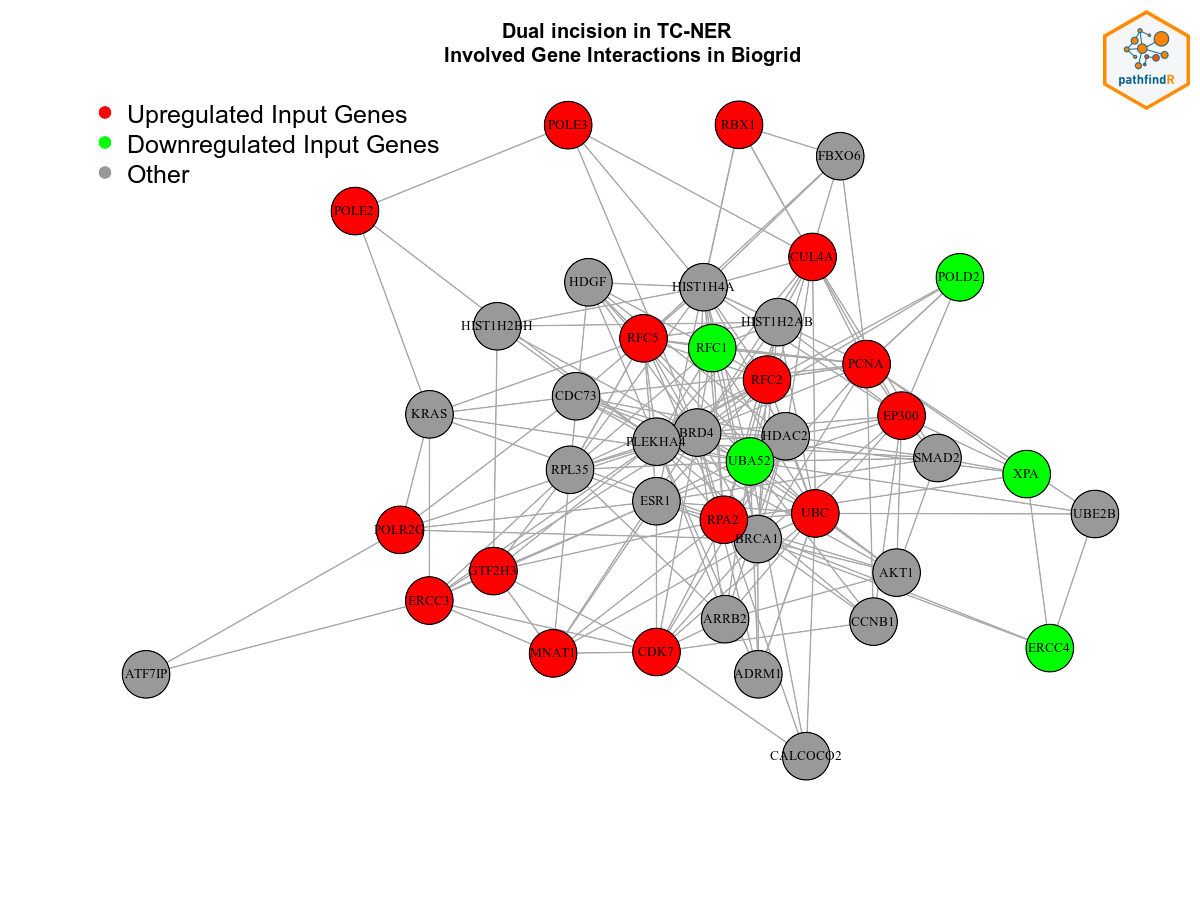 Dual incision in TC-NER
Involved Gene Interactions in Biogrid
pathfindR
Upregulated Input Genes
Downregulated Input Genes
Other
POLE3
RBX1
FBXO6
POLE2
CUL4A
POLD2
HDGF
HIST1H4A
HIST1H2BH
HIST1H2AB
RFC5
RFC1
PCNA
RFC2
CDC73
KRAS
EP300
BRD4
HDAC2
PLEKHA4
UBA52
SMAD2
RPL35
XPA
ESR1
UBC
UBE2B
RPA2
POLR2G
BRCA1
GTF2H3
AKT1
ERCC3
ARRB2
CCNB1
ERCC4
MNAT1
CDK7
ATF7IP
ADRM1
CALCOCO2